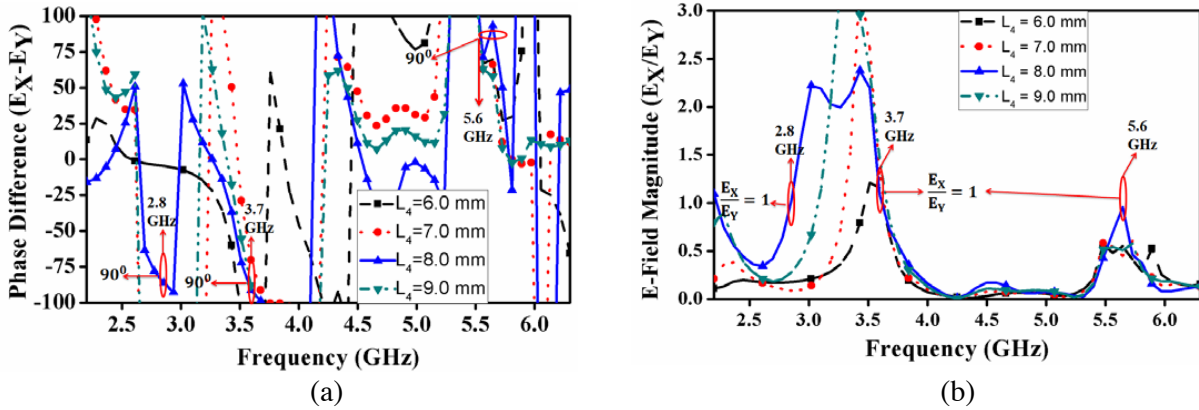 (a)
Phase Difference (EX-EY)
100
75
50
25
0
-25
-50
-75
-100
2.8
GHz
90⁰
3.7
GHz
90⁰
90⁰
5.6
GHz
L4=6.0 mm
L4=7.0 mm
L4=8.0 mm
L4=9.0 mm
2.5 3.0 3.5 4.0 4.5 5.0 5.5 6.0
Frequency (GHz)
(a)
(b)
E-Field Magnitude (EX/EY)
3.0
2.5
2.0
1.5
1.0
0.5
0.0
L4 = 6.0 mm
L4 = 7.0 mm
L4 = 8.0 mm
L4 = 9.0 mm
2.8
GHz
3.7
GHz
5.6
GHz
EX/EY = 1
EX/EY = 1
2.5 3.0 3.5 4.0 4.5 5.0 5.5 6.0
Frequency (GHz)
(b)